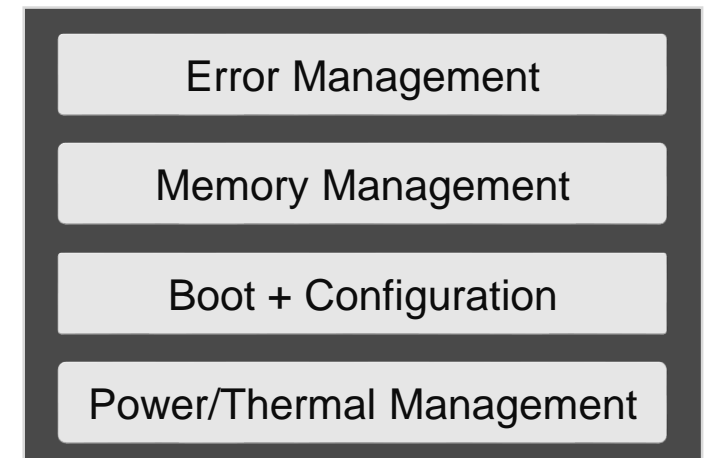 Error Management
Memory Management
Boot + Configuration
Power/Thermal Management